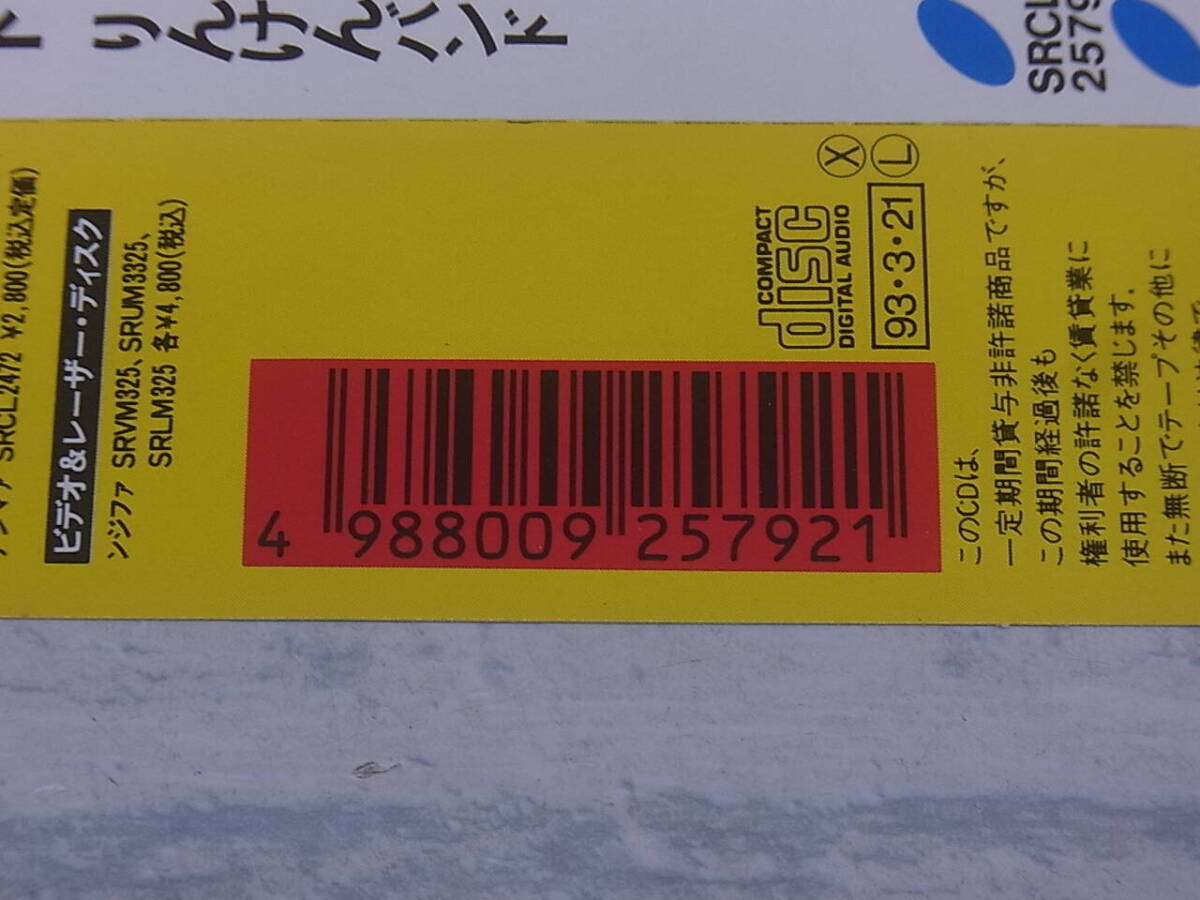 りんけんバンド
SRCL
2579
SRCL2472 ¥2,800(税込定価)
ビデオ&レーザー・ディスク
ンジファ SRVM325、SRUM3325、
SRLM325 各¥4,800(税込)
X L
COMPACT
disc
DIGITAL AUDIO
93・3・21
4 988009 257921
このCDは、
一定期間貸与非許諾商品ですが、
この期間経過後も
権利者の許諾なく賃貸業に
使用することを禁じます.
また無断でテープその他に